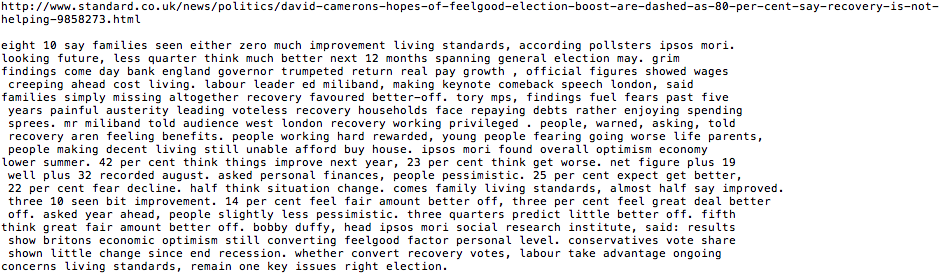 http://www.standard.co.uk/news/politics/david-camerons-hopes-of-feelgood-election-boost-are-dashed-as-80-per-cent-say-recovery-is-not-
helping-9858273.html

eight 10 say families seen either zero much improvement living standards, according pollsters ipsos mori.
looking future, less quarter think much better next 12 months spanning general election may. grim
findings come day bank england governor trumpeted return real pay growth , official figures showed wages
creeping ahead cost living. labour leader ed miliband, making keynote comeback speech london, said
families simply missing altogether recovery favoured better-off. tory mps, findings fuel fears past five
years painful austerity leading voteless recovery households face repaying debts rather enjoying spending
sprees. mr miliband told audience west london recovery working privileged . people, warned, asking, told
recovery aren feeling benefits. people working hard rewarded, young people fearing going worse life parents,
people making decent living still unable afford buy house. ipsos mori found overall optimism economy
lower summer. 42 per cent think things improve next year, 23 per cent think get worse. net figure plus 19
well plus 32 recorded august. asked personal finances, people pessimistic. 25 per cent expect get better,
22 per cent fear decline. half think situation change. comes family living standards, almost half say improved.
three 10 seen bit improvement. 14 per cent feel fair amount better off, three per cent feel great deal better
off. asked year ahead, people slightly less pessimistic. three quarters predict little better off. fifth
think great fair amount better off. bobby duffy, head ipsos mori social research institute, said: results
show britons economic optimism still converting feelgood factor personal level. conservatives vote share
shown little change since end recession. whether convert recovery votes, labour take advantage ongoing
concerns living standards, remain one key issues right election.